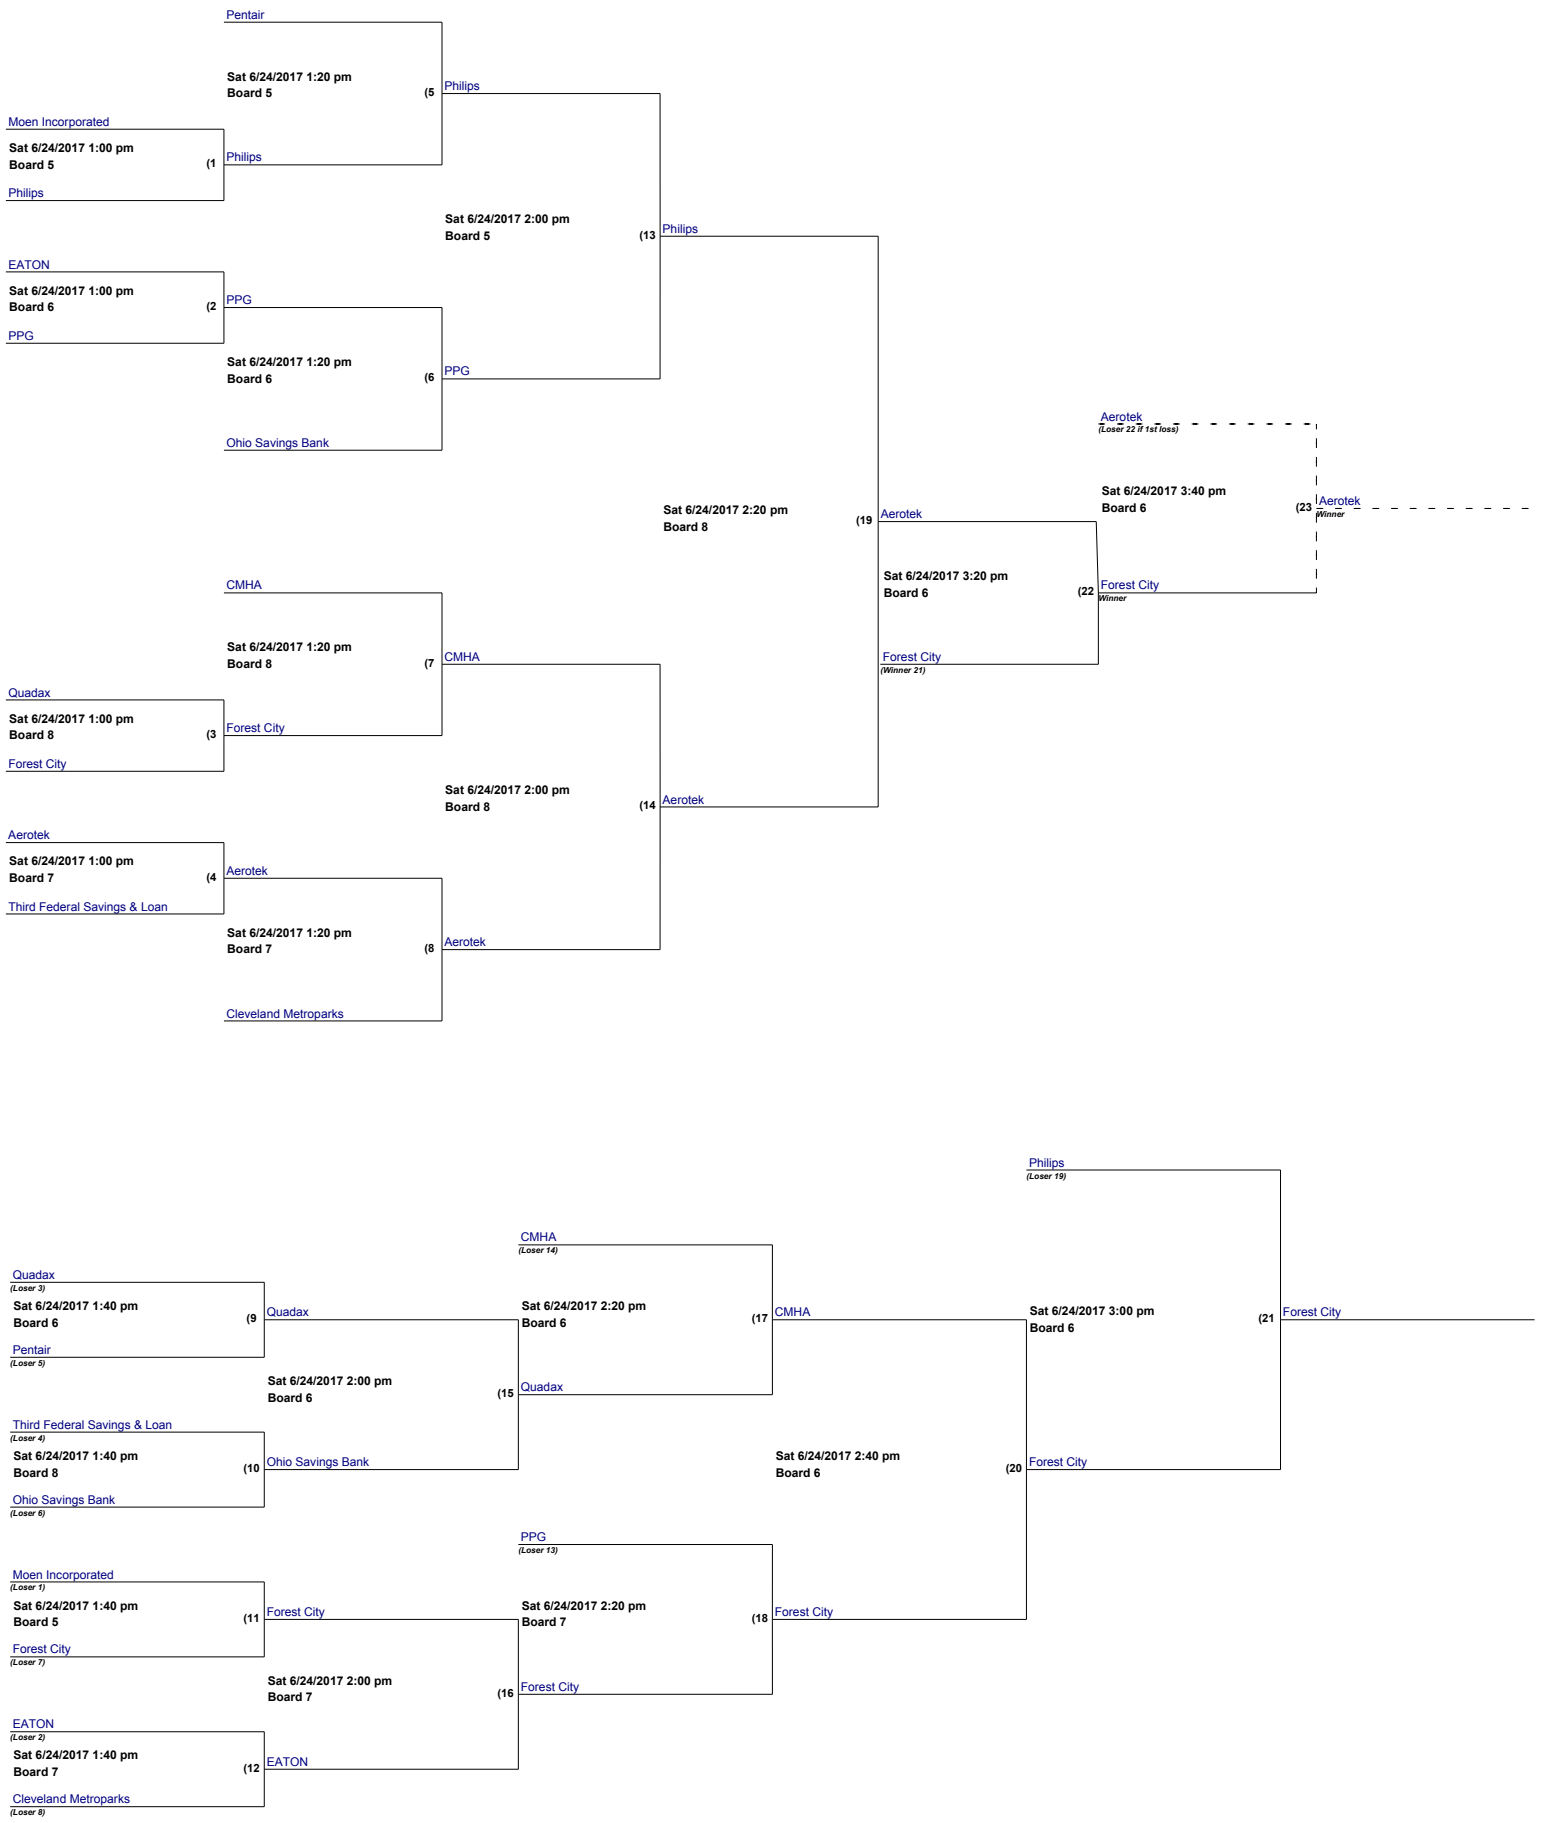 Pentair
Sat 6/24/2017 1:20 pm
Board 5
(5
Philips
Moen Incorporated
Sat 6/24/2017 1:00 pm
Board 5
(1
Philips
Philips
Sat 6/24/2017 2:00 pm
Board 5
(13
Philips
EATON
Sat 6/24/2017 1:00 pm
Board 6
(2
PPG
PPG
Sat 6/24/2017 1:20 pm
Board 6
(6
PPG
Ohio Savings Bank
Aerotek
(Loser 22 if 1st loss)
Sat 6/24/2017 3:40 pm
Board 6
(23
Aerotek
Winner
Sat 6/24/2017 2:20 pm
Board 8
(19
Aerotek
Sat 6/24/2017 3:20 pm
Board 6
(22
Forest City
Winner
CMHA
Sat 6/24/2017 1:20 pm
Board 8
(7
CMHA
Forest City
(Winner 21)
Quadax
Sat 6/24/2017 1:00 pm
Board 8
(3
Forest City
Forest City
Sat 6/24/2017 2:00 pm
Board 8
(14
Aerotek
Aerotek
Sat 6/24/2017 1:00 pm
Board 7
(4
Aerotek
Third Federal Savings & Loan
Sat 6/24/2017 1:20 pm
Board 7
(8
Aerotek
Cleveland Metroparks
Philips
(Loser 19)
CMHA
(Loser 14)
Quadax
(Loser 3)
Sat 6/24/2017 1:40 pm
Board 6
(9
Quadax
Sat 6/24/2017 2:20 pm
Board 6
(17
CMHA
Sat 6/24/2017 3:00 pm
Board 6
(21
Forest City
Pentair
(Loser 5)
Sat 6/24/2017 2:00 pm
Board 6
(15
Quadax
Third Federal Savings & Loan
(Loser 4)
Sat 6/24/2017 1:40 pm
Board 8
(10
Ohio Savings Bank
Sat 6/24/2017 2:40 pm
Board 6
(20
Forest City
Ohio Savings Bank
(Loser 6)
PPG
(Loser 13)
Moen Incorporated
(Loser 1)
Sat 6/24/2017 1:40 pm
Board 5
(11
Forest City
Sat 6/24/2017 2:20 pm
Board 7
(18
Forest City
Forest City
(Loser 7)
Sat 6/24/2017 2:00 pm
Board 7
(16
Forest City
EATON
(Loser 2)
Sat 6/24/2017 1:40 pm
Board 7
(12
EATON
Cleveland Metroparks
(Loser 8)